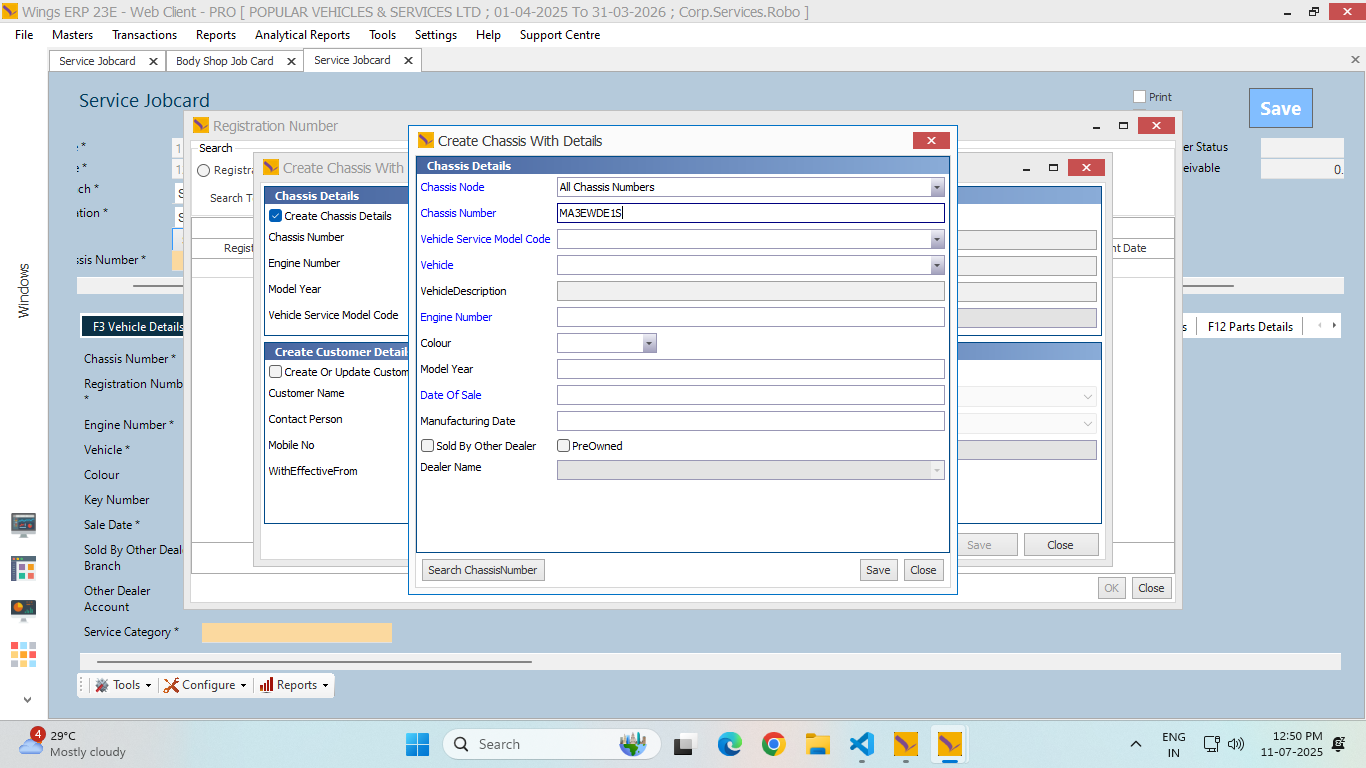 Wings ERP 23E - Web Client - PRO [ POPULAR VEHICLES & SERVICES LTD ; 01-04-2025 To 31-03-2026 ; Corp.Services.Robo ]
File Masters Transactions Reports Analytical Reports Tools Settings Help Support Centre
Service Jobcard Body Shop Job Card Service Jobcard
Service Jobcard
Print
Save
Registration Number
Search
Create Chassis With
Create Chassis With Details
Chassis Details
Chassis Node All Chassis Numbers
Chassis Number MA3EWDE1S
Vehicle Service Model Code
Vehicle
VehicleDescription
Engine Number
Colour
Model Year
Date Of Sale
Manufacturing Date
Sold By Other Dealer PreOwned
Dealer Name
Search ChassisNumber Save Close
Chassis Details
Create Chassis Details
Chassis Number
Engine Number
Model Year
Vehicle Service Model Code
Create Customer Detail
Create Or Update Custom
Customer Name
Contact Person
Mobile No
WithEffectiveFrom
Save Close
OK Close
er Status
eivable 0.
nt Date
Windows
F3 Vehicle Details
s F12 Parts Details
Chassis Number *
Registration Numb
*
Engine Number *
Vehicle *
Colour
Key Number
Sale Date *
Sold By Other Deal
Branch
Other Dealer
Account
Service Category *
Tools Configure Reports
4 29°C
Mostly cloudy
Search
ENG
IN
12:50 PM
11-07-2025